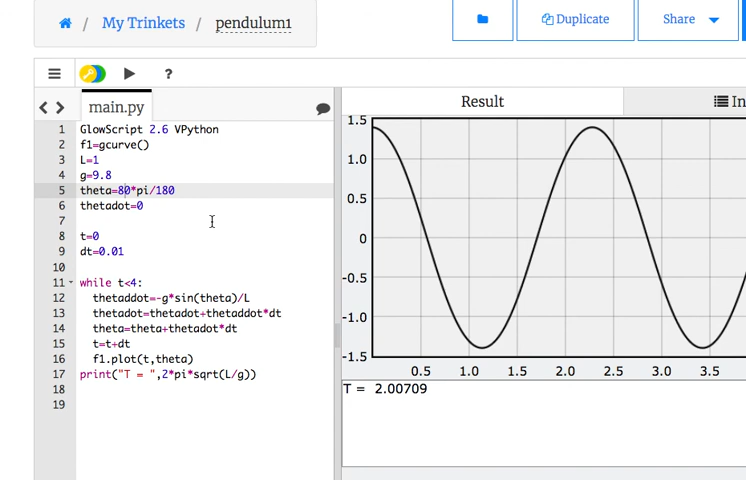 / My Trinkets / pendulum1
Duplicate
Share
?
main.py
Result
In
1 GlowScript 2.6 VPython
2 f1=gcurve()
3 L=1
4 g=9.8
5 theta=80*pi/180
6 thetadot=0
7
8 t=0
9 dt=0.01
10
11 while t<4:
12 thetaddot=-g*sin(theta)/L
13 thetadot=thetadot+thetaddot*dt
14 theta=theta+thetadot*dt
15 t=t+dt
16 f1.plot(t,theta)
17 print("T = ",2*pi*sqrt(L/g))
18
19
1.5
1.0
0.5
0
-0.5
-1.0
-1.5
0.5 1.0 1.5 2.0 2.5 3.0 3.5
T = 2.00709